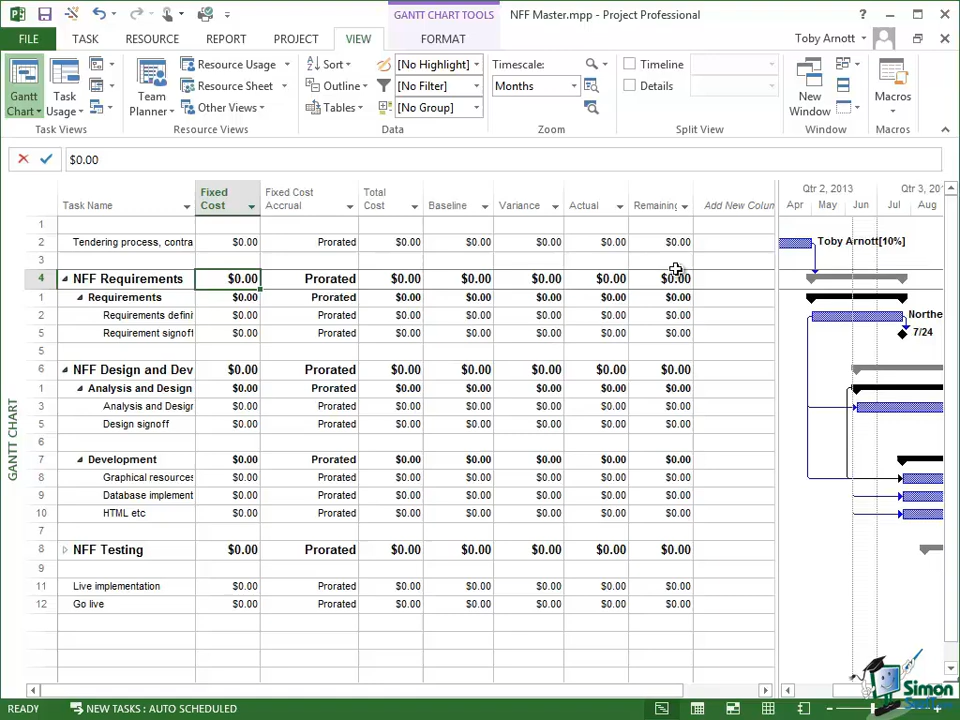 GANTT CHART TOOLS
NFF Master.mpp - Project Professional
FILE
TASK
RESOURCE
REPORT
PROJECT
VIEW
FORMAT
Toby Arnott
Gantt Chart
Task Usage
Task Views
Team Planner
Resource Usage
Resource Sheet
Other Views
Resource Views
Sort
Outline
Tables
[No Highlight]
[No Filter]
[No Group]
Data
Timescale:
Months
Zoom
Timeline
Details
Split View
New Window
Window
Macros
Macros
$0.00
Task Name Fixed Cost Fixed Cost Accrual Total Cost Baseline Variance Actual Remaining Add New Colum
Qtr 2, 2013 Qtr 3, 20
Apr May Jun Jul Aug
1
2 Tendering process, contra $0.00 Prorated $0.00 $0.00 $0.00 $0.00 $0.00 Toby Arnott[10%]
3
4 NFF Requirements $0.00 Prorated $0.00 $0.00 $0.00 $0.00 $0.00
1 Requirements $0.00 Prorated $0.00 $0.00 $0.00 $0.00 $0.00
2 Requirements defini $0.00 Prorated $0.00 $0.00 $0.00 $0.00 $0.00 Northe
5 Requirement signoff $0.00 Prorated $0.00 $0.00 $0.00 $0.00 $0.00 7/24
5
6 NFF Design and Dev $0.00 Prorated $0.00 $0.00 $0.00 $0.00 $0.00
1 Analysis and Design $0.00 Prorated $0.00 $0.00 $0.00 $0.00 $0.00
3 Analysis and Design $0.00 Prorated $0.00 $0.00 $0.00 $0.00 $0.00
5 Design signoff $0.00 Prorated $0.00 $0.00 $0.00 $0.00 $0.00
6
7 Development $0.00 Prorated $0.00 $0.00 $0.00 $0.00 $0.00
8 Graphical resources $0.00 Prorated $0.00 $0.00 $0.00 $0.00 $0.00
9 Database implement $0.00 Prorated $0.00 $0.00 $0.00 $0.00 $0.00
10 HTML etc $0.00 Prorated $0.00 $0.00 $0.00 $0.00 $0.00
7
8 NFF Testing $0.00 Prorated $0.00 $0.00 $0.00 $0.00 $0.00
9
11 Live implementation $0.00 Prorated $0.00 $0.00 $0.00 $0.00 $0.00
12 Go live $0.00 Prorated $0.00 $0.00 $0.00 $0.00 $0.00
GANTT CHART
Simon
READY
NEW TASKS : AUTO SCHEDULED